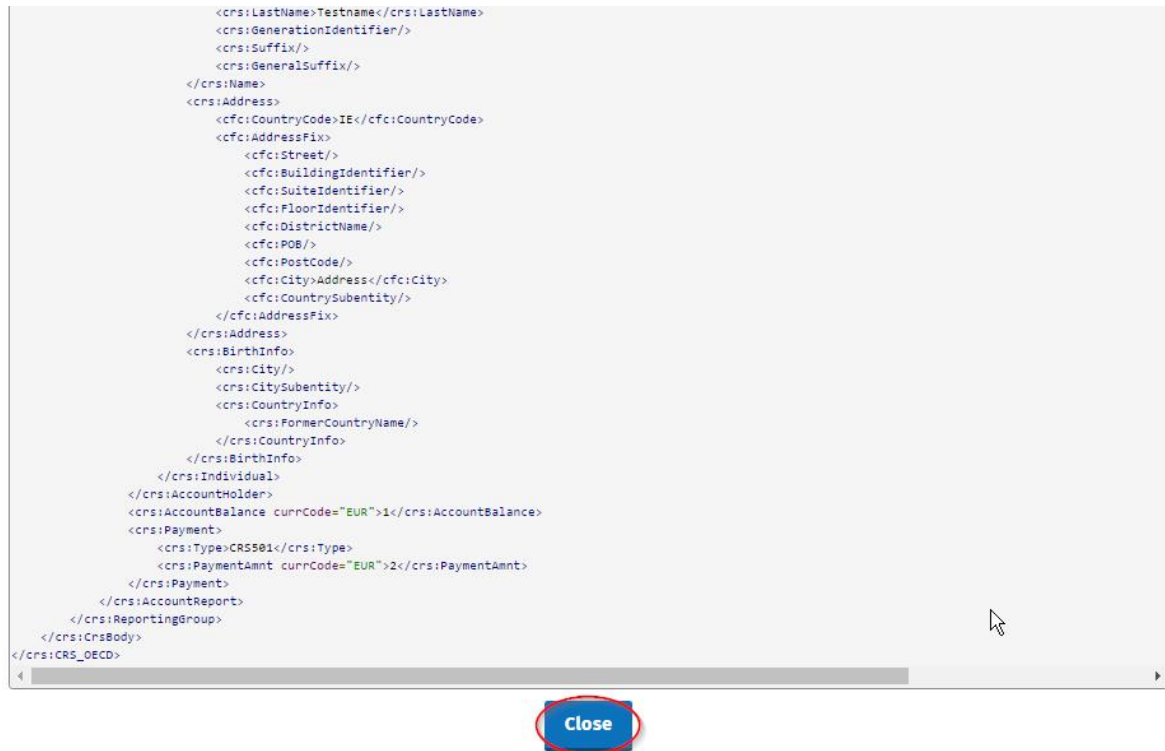 <crs:LastName>Testname</crs:LastName>
<crs:GenerationIdentifier/>
<crs:Suffix/>
<crs:GeneralSuffix/>
</crs:Name>
<crs:Address>
<cfc:CountryCode>IE</cfc:CountryCode>
<cfc:AddressFix>
<cfc:Street/>
<cfc:BuildingIdentifier/>
<cfc:SuiteIdentifier/>
<cfc:FloorIdentifier/>
<cfc:DistrictName/>
<cfc:POB/>
<cfc:PostCode/>
<cfc:City>Address</cfc:City>
<cfc:CountrySubentity/>
</cfc:AddressFix>
</crs:Address>
<crs:BirthInfo>
<crs:City/>
<crs:CitySubentity/>
<crs:CountryInfo>
<crs:FormerCountryName/>
</crs:CountryInfo>
</crs:BirthInfo>
</crs:Individual>
</crs:AccountHolder>
<crs:AccountBalance currCode="EUR">1</crs:AccountBalance>
<crs:Payment>
<crs:Type>CRS501</crs:Type>
<crs:PaymentAmnt currCode="EUR">2</crs:PaymentAmnt>
</crs:Payment>
</crs:AccountReport>
</crs:ReportingGroup>
</crs:CrsBody>
</crs:CRS_OECD>
Close